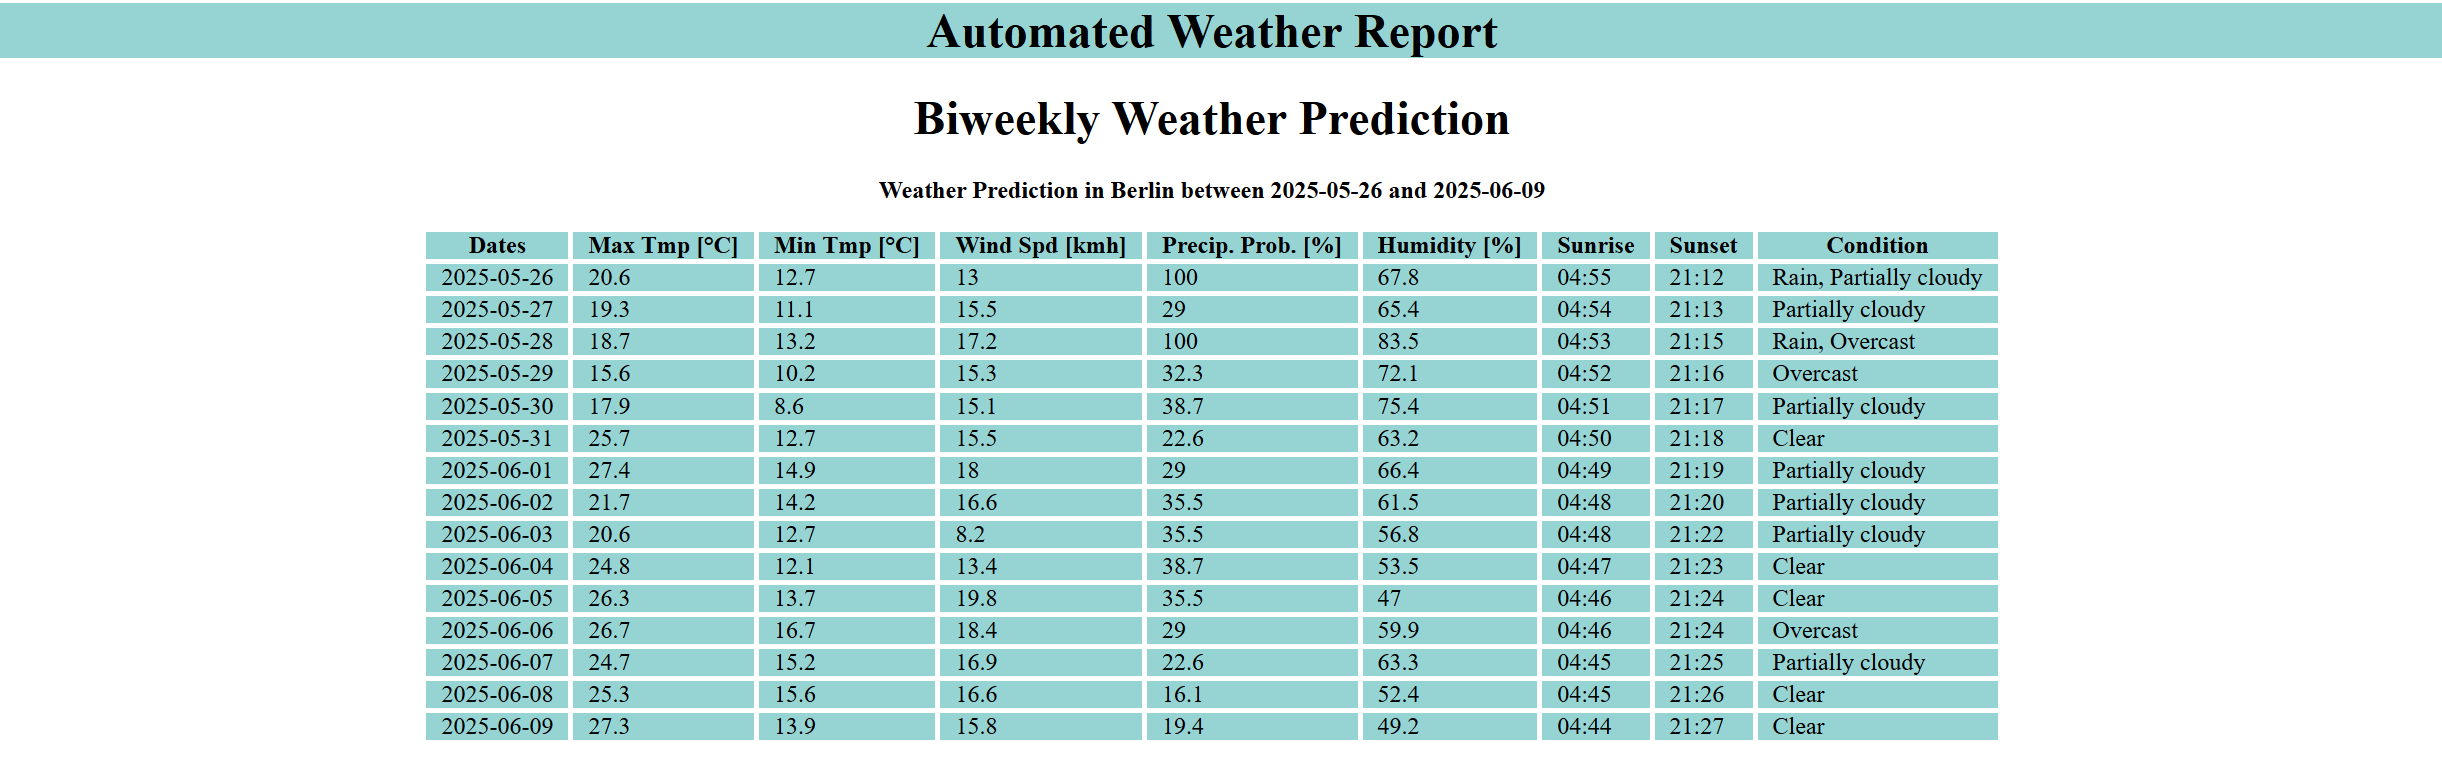 Automated Weather Report
Biweekly Weather Prediction
Weather Prediction in Berlin between 2025-05-26 and 2025-06-09
Dates Max Tmp [°C] Min Tmp [°C] Wind Spd [kmh] Precip. Prob. [%] Humidity [%] Sunrise Sunset Condition
2025-05-26 20.6 12.7 13 100 67.8 04:55 21:12 Rain, Partially cloudy
2025-05-27 19.3 11.1 15.5 29 65.4 04:54 21:13 Partially cloudy
2025-05-28 18.7 13.2 17.2 100 83.5 04:53 21:15 Rain, Overcast
2025-05-29 15.6 10.2 15.3 32.3 72.1 04:52 21:16 Overcast
2025-05-30 17.9 8.6 15.1 38.7 75.4 04:51 21:17 Partially cloudy
2025-05-31 25.7 12.7 15.5 22.6 63.2 04:50 21:18 Clear
2025-06-01 27.4 14.9 18 29 66.4 04:49 21:19 Partially cloudy
2025-06-02 21.7 14.2 16.6 35.5 61.5 04:48 21:20 Partially cloudy
2025-06-03 20.6 12.7 8.2 35.5 56.8 04:48 21:22 Partially cloudy
2025-06-04 24.8 12.1 13.4 38.7 53.5 04:47 21:23 Clear
2025-06-05 26.3 13.7 19.8 35.5 47 04:46 21:24 Clear
2025-06-06 26.7 16.7 18.4 29 59.9 04:46 21:24 Overcast
2025-06-07 24.7 15.2 16.9 22.6 63.3 04:45 21:25 Partially cloudy
2025-06-08 25.3 15.6 16.6 16.1 52.4 04:45 21:26 Clear
2025-06-09 27.3 13.9 15.8 19.4 49.2 04:44 21:27 Clear